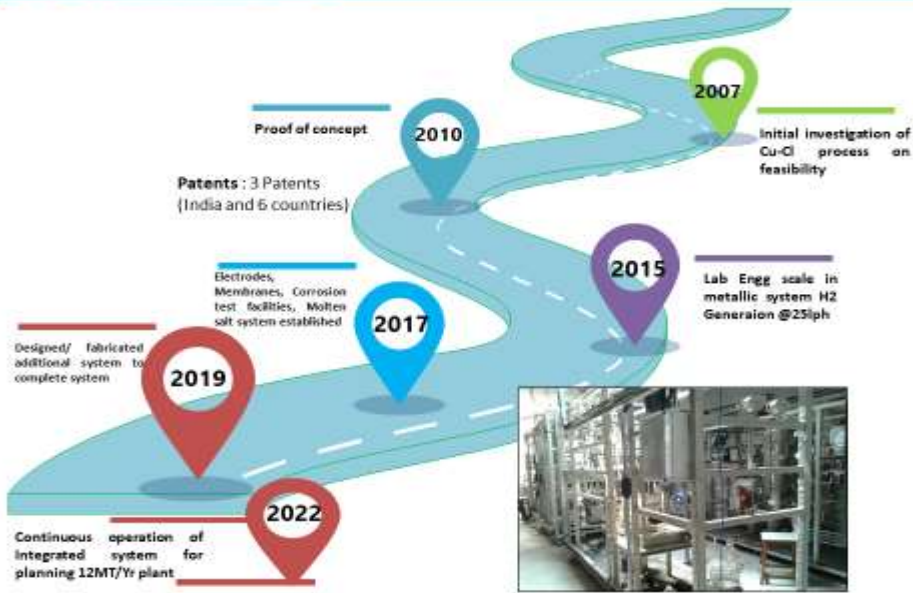 2007
Initial investigation of
Cu-Cl process on
feasibility
2010
Proof of concept
Patents : 3 Patents
(India and 6 countries)
2015
Lab Engg scale in
metallic system H2
Generaion @25lph
2017
Electrodes,
Membranes, Corrosion
test facilities, Molten
salt system established
2019
Designed/ fabricated
additional system to
complete system
2022
Continuous operation of
Integrated system for
planning 12MT/Yr plant